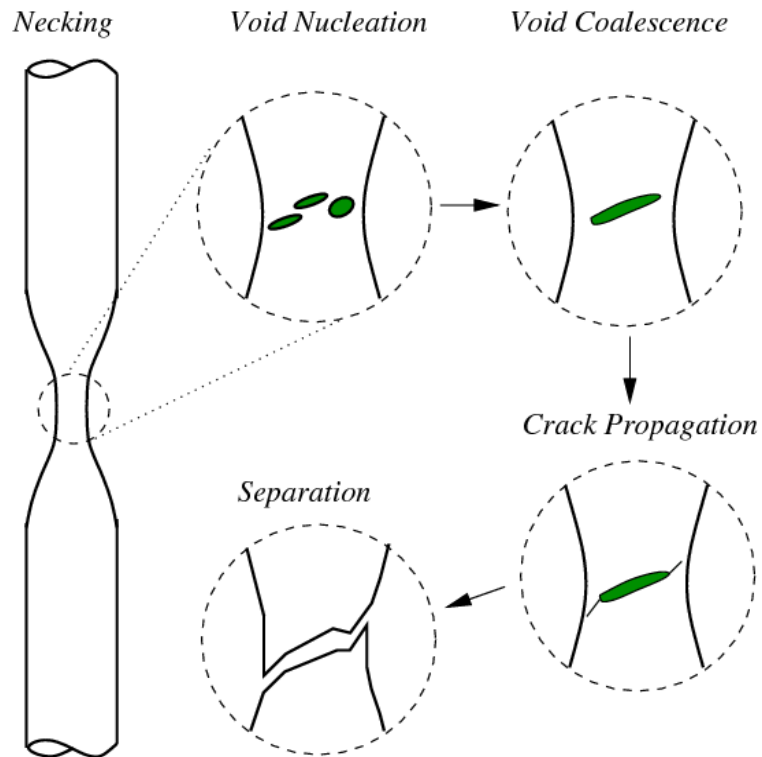 Necking
Void Nucleation
Void Coalescence
Crack Propagation
Separation